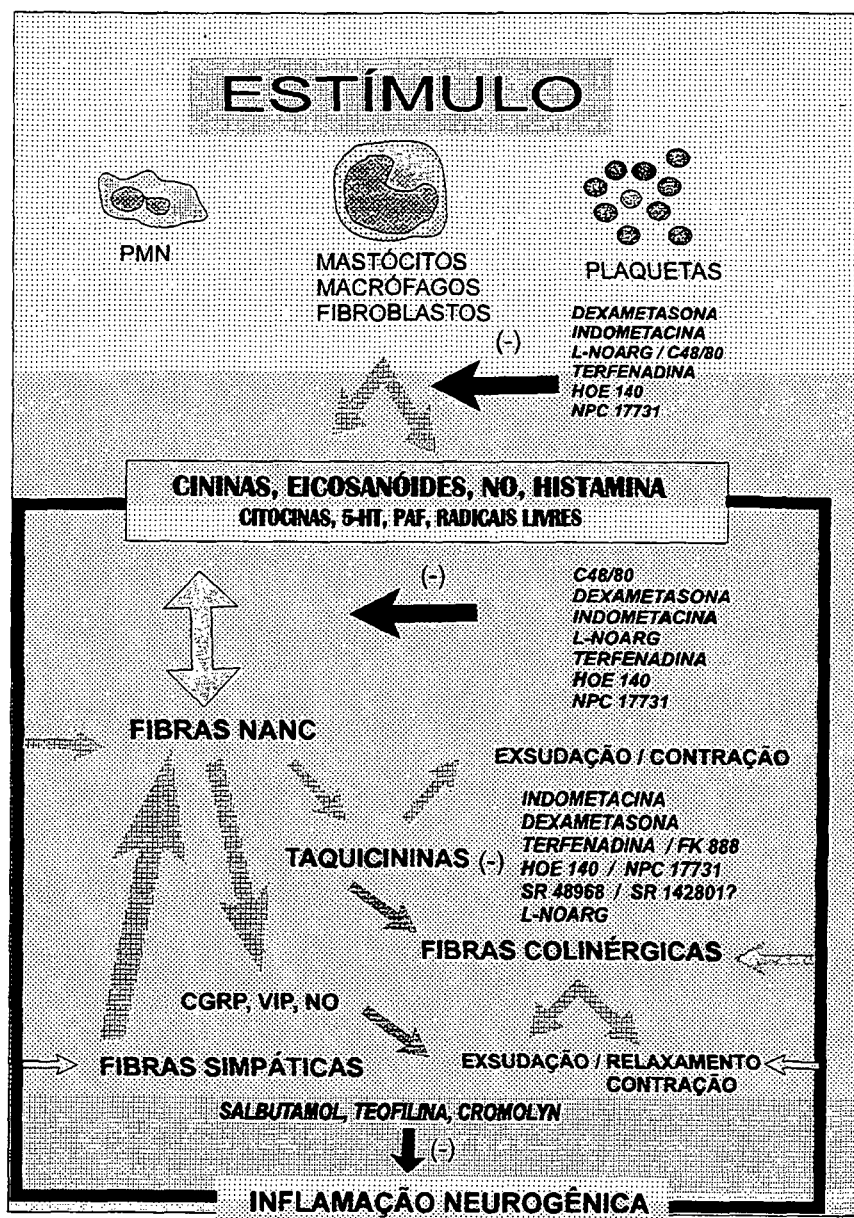 ESTÍMULO
PMN
MASTÓCITOS
MACRÓFAGOS
FIBROBLASTOS
PLAQUETAS
(-)
DEXAMETASONA
INDOMETACINA
L-NOARG / C48/80
TERFENADINA
HOE 140
NPC 17731
CININAS, EICOSANÓIDES, NO, HISTAMINA
CITOCINAS, 5-HT, PAF, RADICAIS LIVRES
(-)
C48/80
DEXAMETASONA
INDOMETACINA
L-NOARG
TERFENADINA
HOE 140
NPC 17731
FIBRAS NANC
EXSUDAÇÃO / CONTRAÇÃO
TAQUICININAS (-)
INDOMETACINA
DEXAMETASONA
TERFENADINA / FK 888
HOE 140 / NPC 17731
SR 48968 / SR 142801?
L-NOARG
FIBRAS COLINÉRGICAS
CGRP, VIP, NO
FIBRAS SIMPÁTICAS
EXSUDAÇÃO / RELAXAMENTO
CONTRAÇÃO
SALBUTAMOL, TEOFILINA, CROMOLYN
(-)
INFLAMAÇÃO NEUROGÊNICA